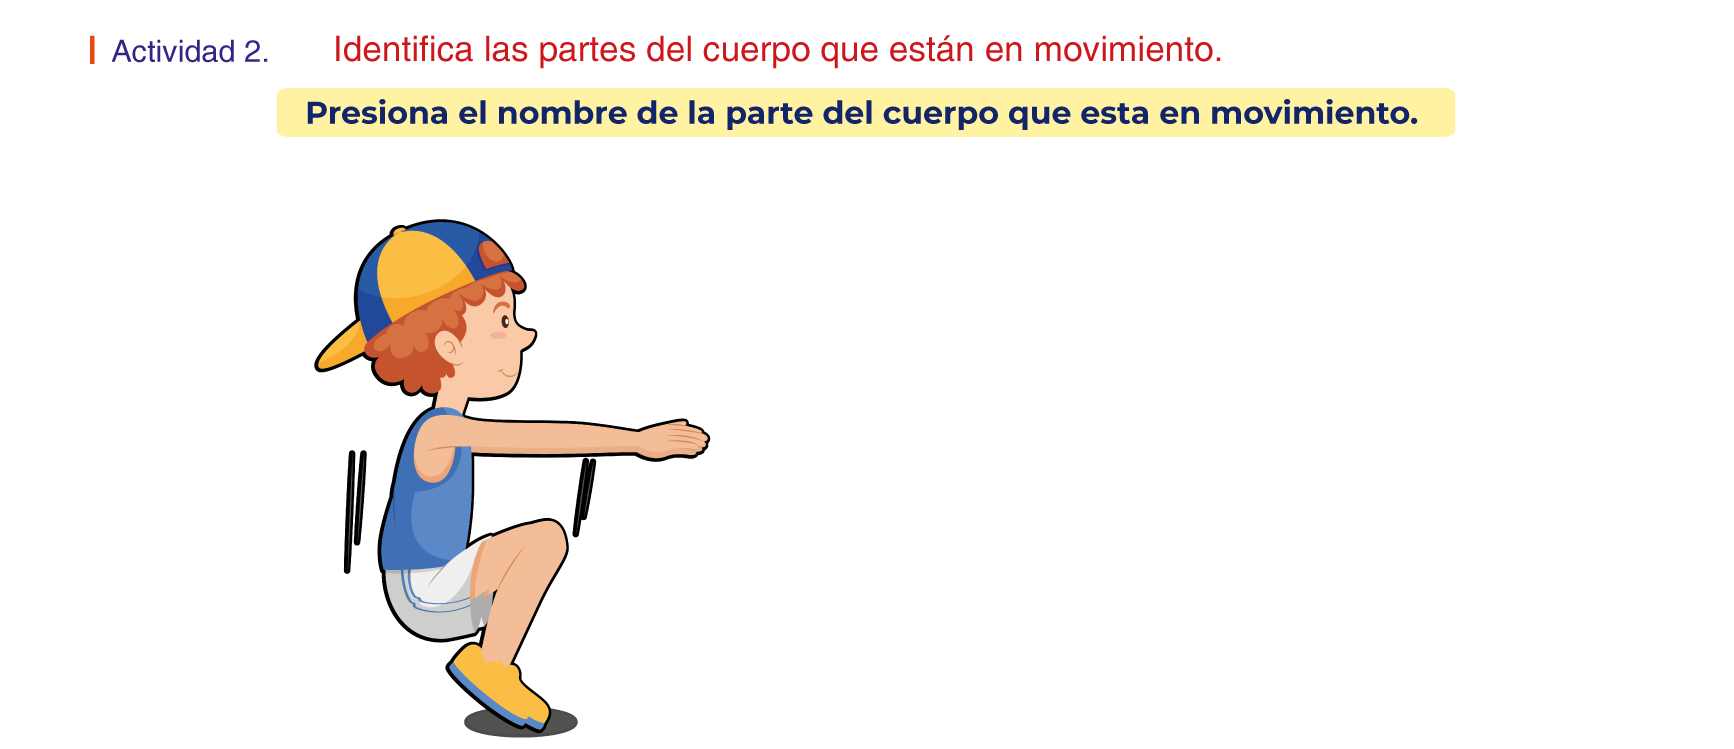 Actividad 2. Identifica las partes del cuerpo que están en movimiento.
Presiona el nombre de la parte del cuerpo que esta en movimiento.